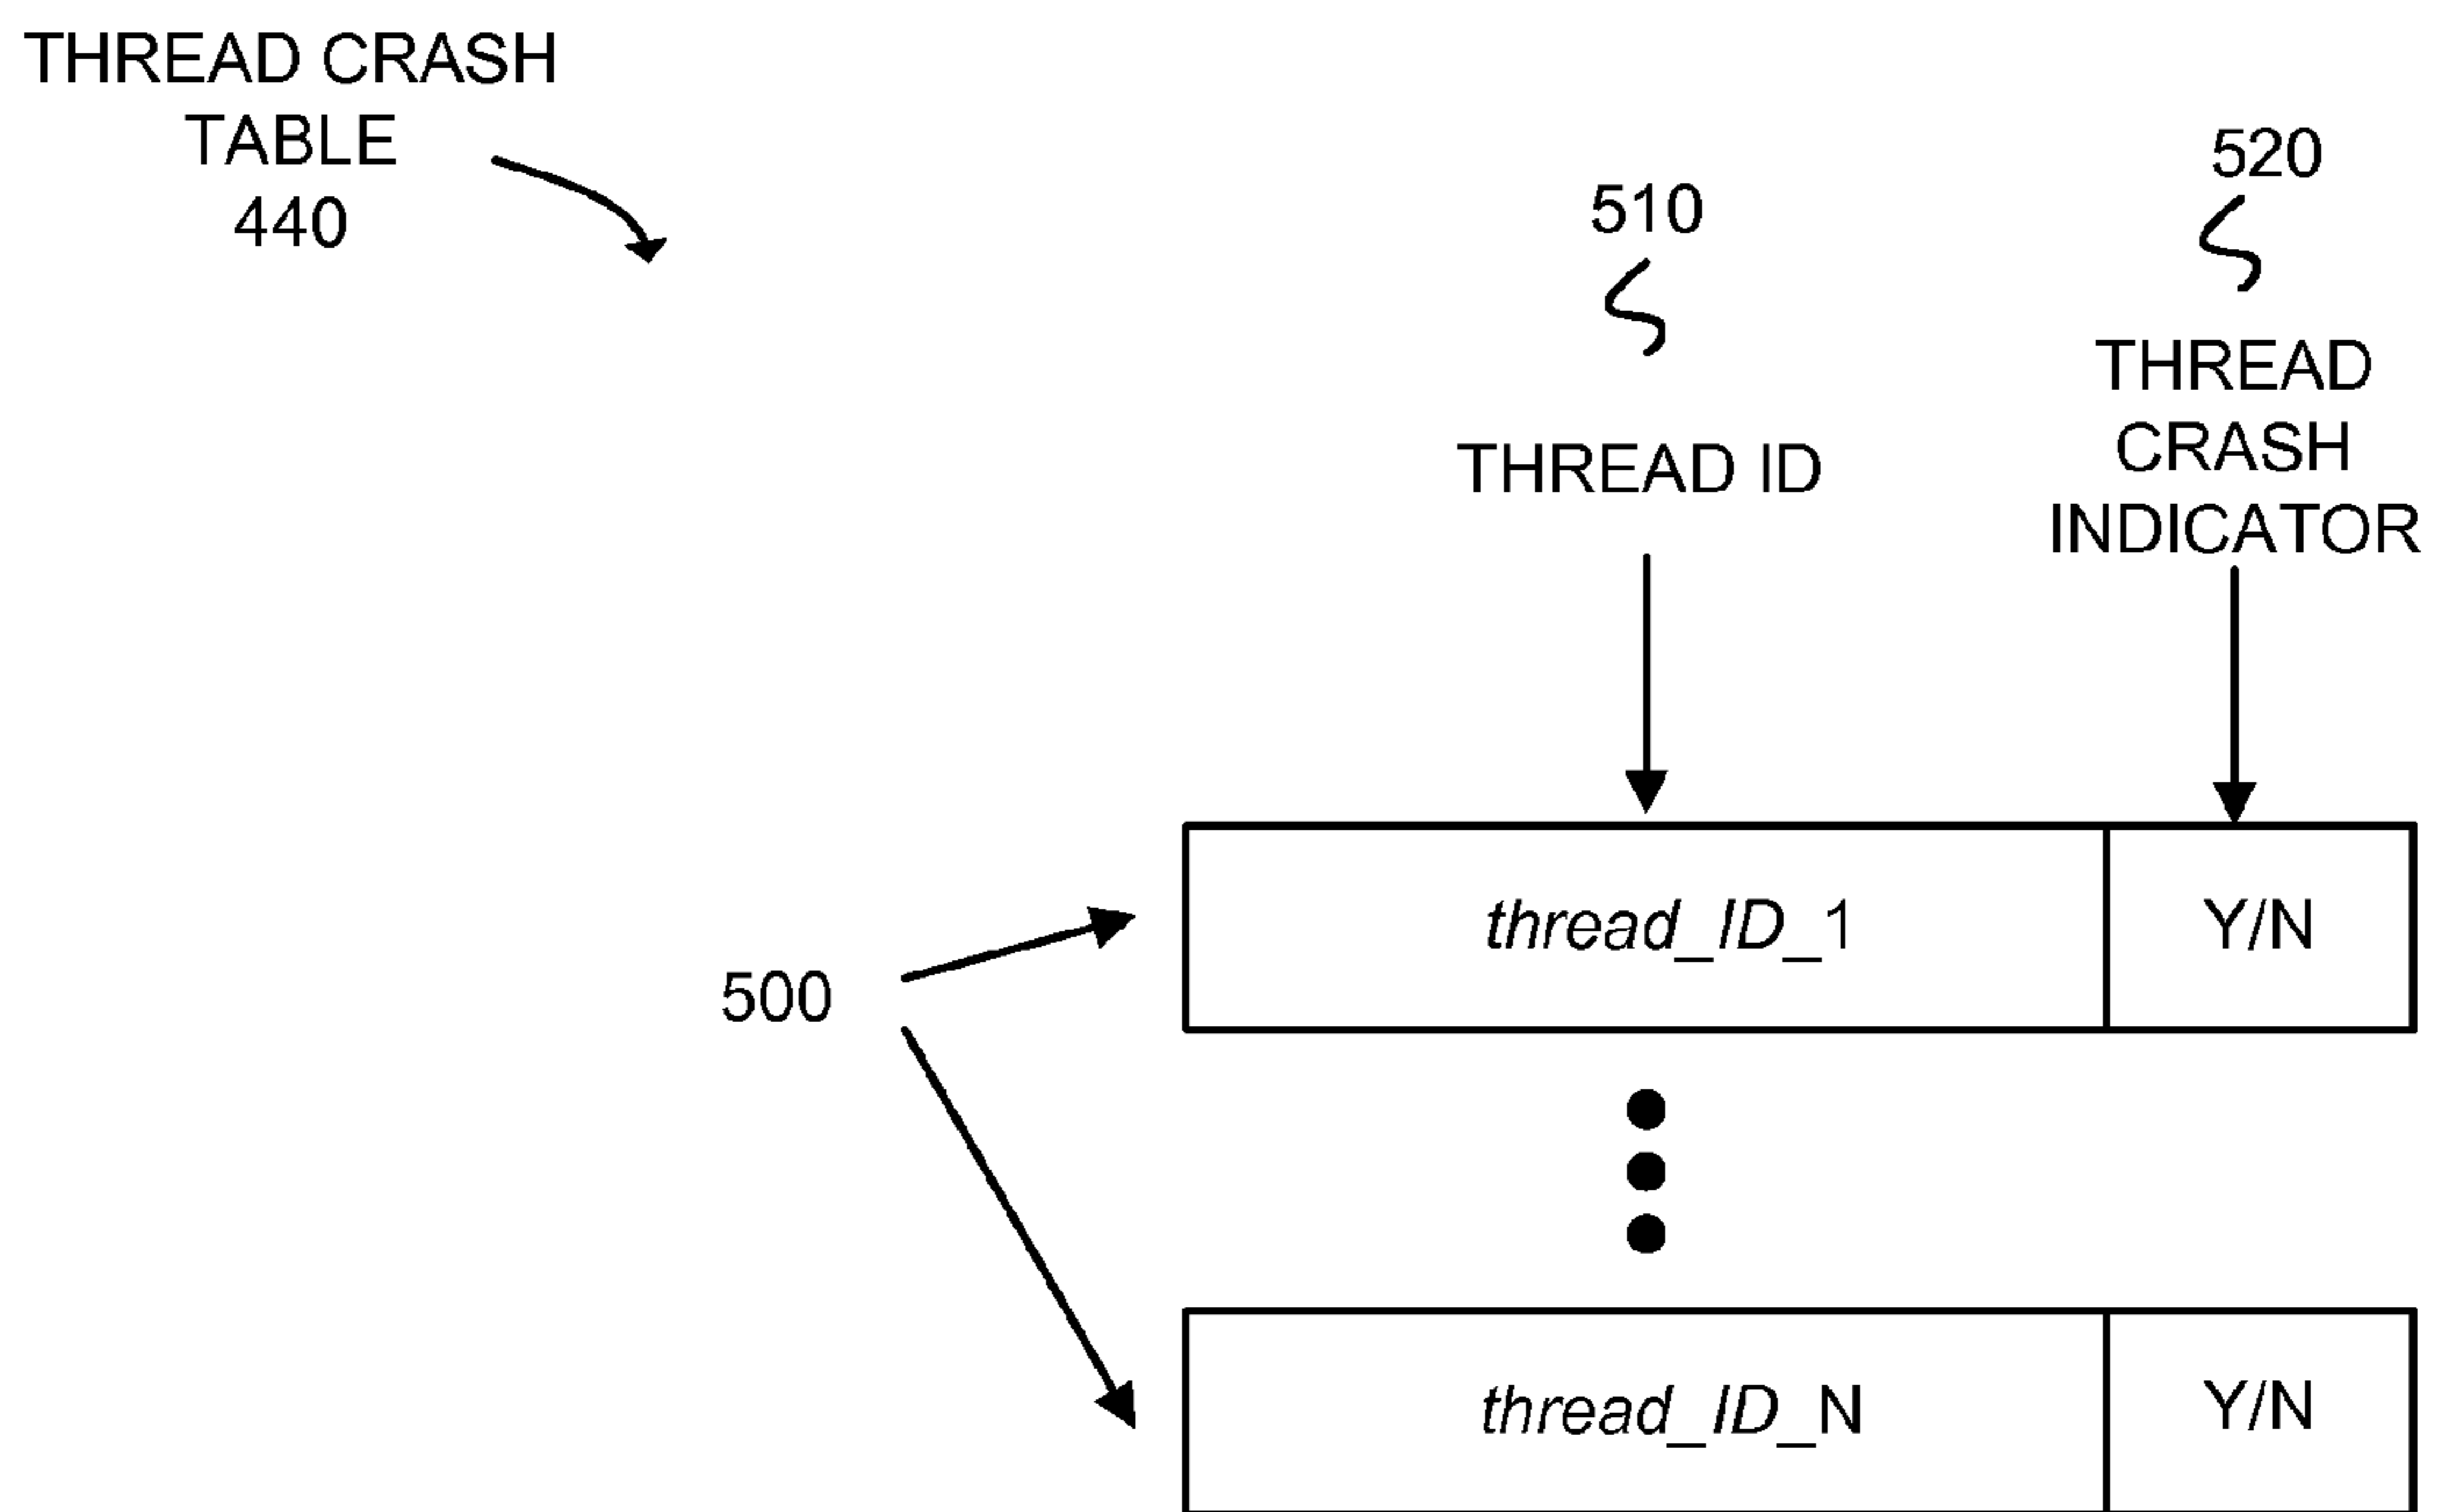 THREAD CRASH
TABLE
440
510
520
THREAD ID
THREAD
CRASH
INDICATOR
500
thread_ID_1
Y/N
thread_ID_N
Y/N